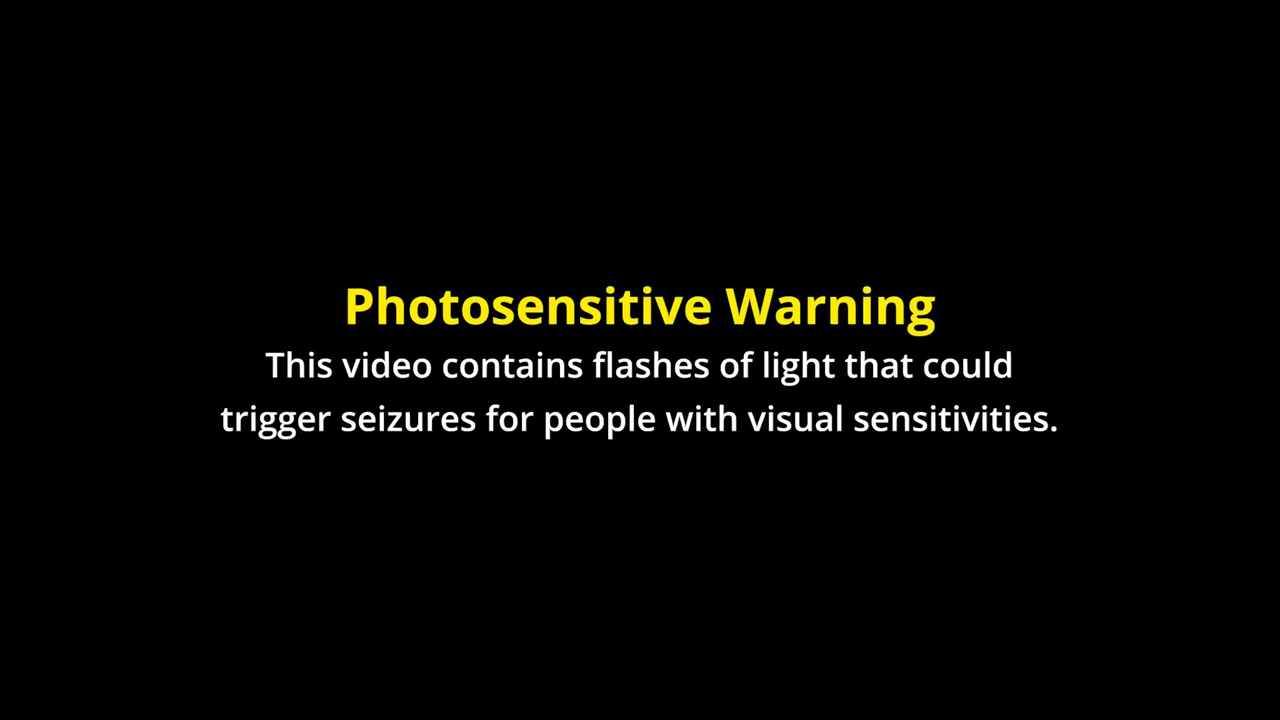 Photosensitive Warning
This video contains flashes of light that could
trigger seizures for people with visual sensitivities.